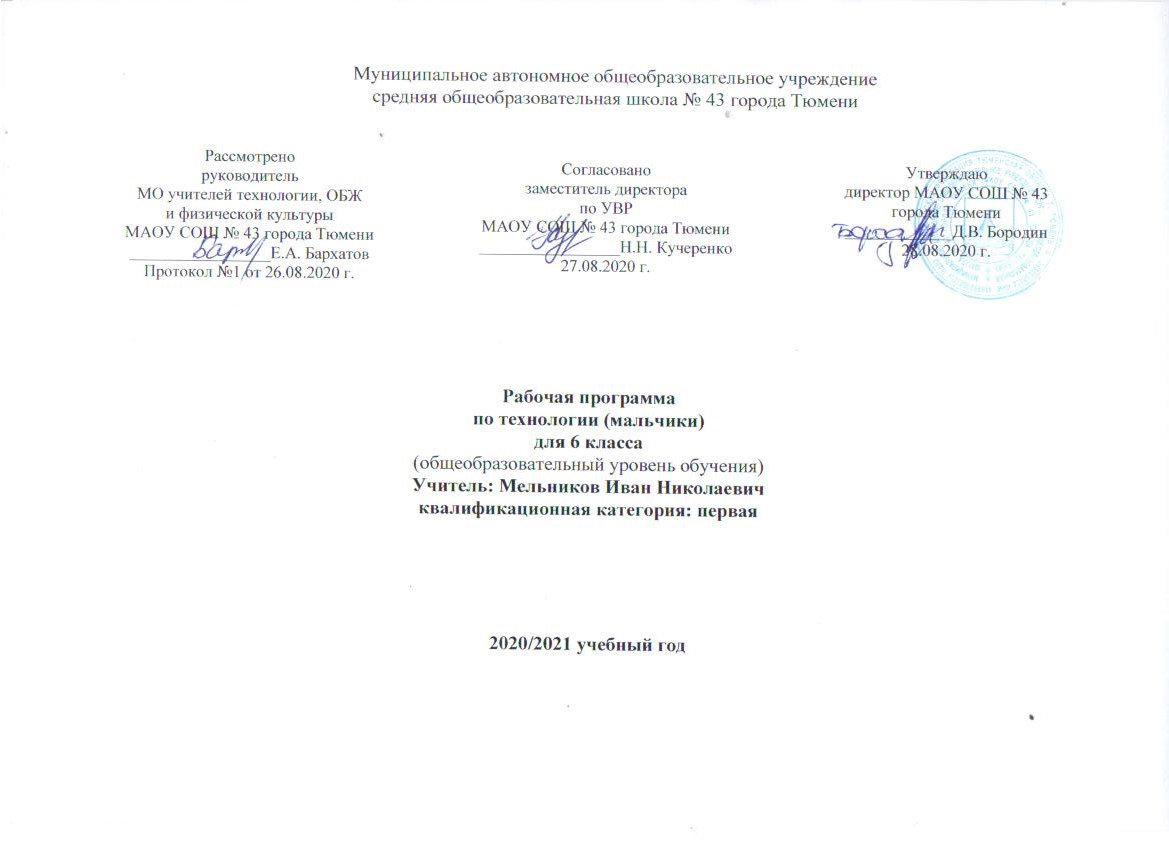 Муниципальное автономное общеобразовательное учреждение
средняя общеобразовательная школа № 43 города Тюмени
Рассмотрено
руководитель
МО учителей технологии, ОБЖ
и физической культуры
МАОУ СОШ № 43 города Тюмени
Е.А. Бархатов
Протокол №1 от 26.08.2020 г.
Согласовано
заместитель директора
по УВР
МАОУ СОШ № 43 города Тюмени
Н.Н. Кучеренко
27.08.2020 г.
Утверждаю
директор МАОУ СОШ № 43
города Тюмени
Д.В. Бородин
28.08.2020 г.
Рабочая программа
по технологии (мальчики)
для 6 класса
(общеобразовательный уровень обучения)
Учитель: Мельников Иван Николаевич
квалификационная категория: первая
2020/2021 учебный год